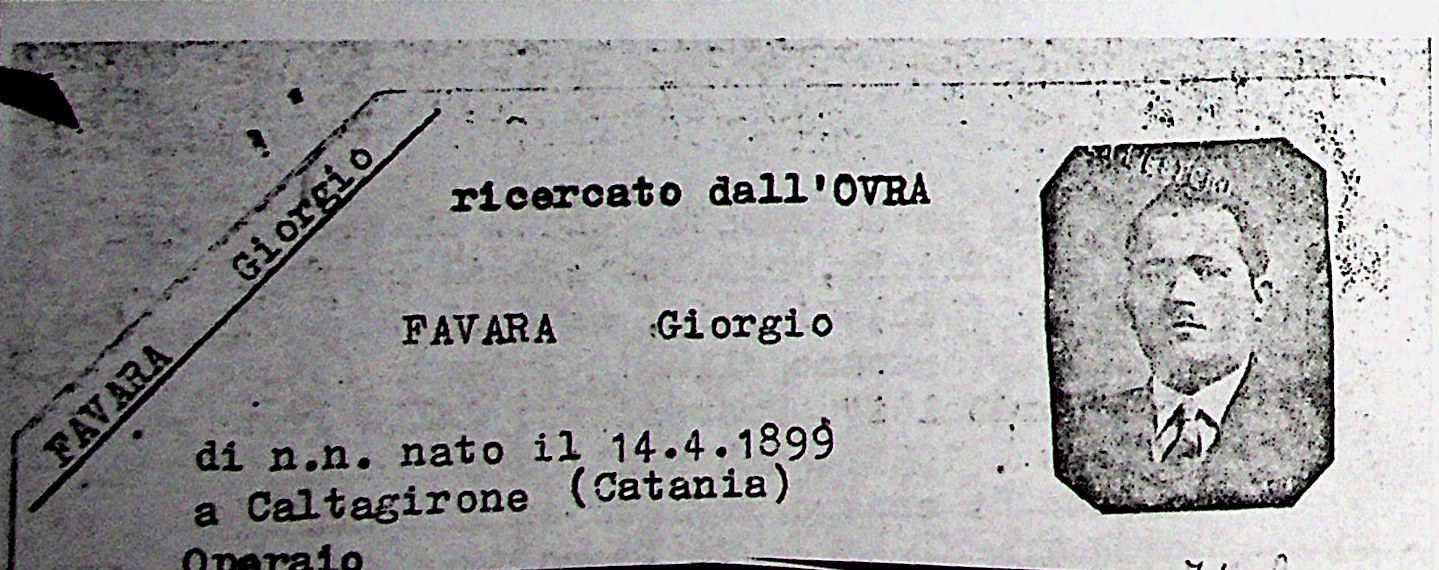 FAVARA Giorgio
ricercato dall'OVRA
FAVARA Giorgio
di n.n. nato il 14.4.1899
a Caltagirone (Catania)
Operaio